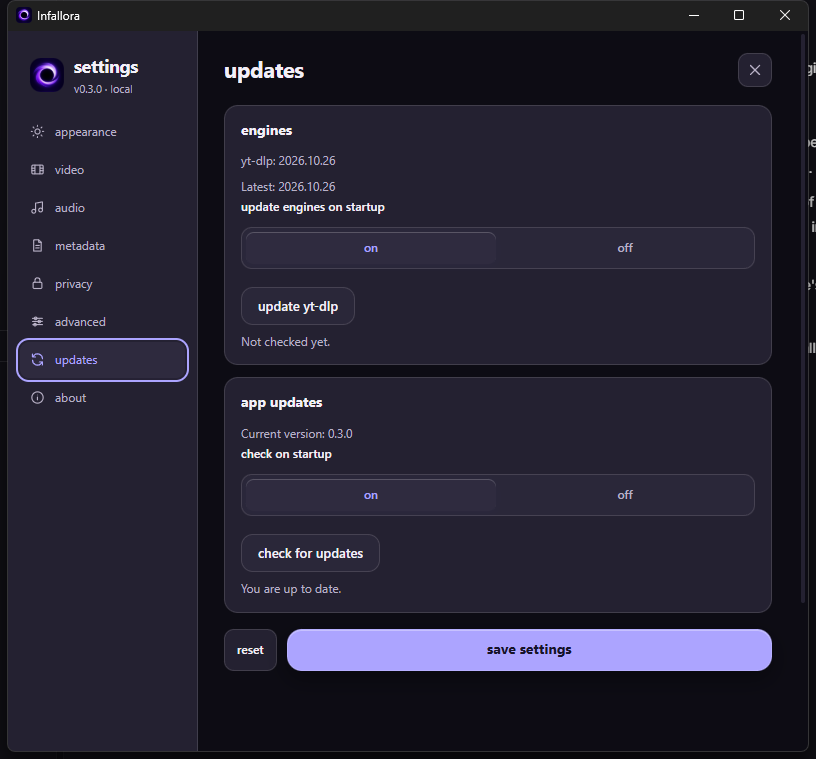 Infallora
settings
v0.3.0 · local
appearance
video
audio
metadata
privacy
advanced
updates
about
updates
engines
yt-dlp: 2026.10.26
Latest: 2026.10.26
update engines on startup
on off
update yt-dlp
Not checked yet.
app updates
Current version: 0.3.0
check on startup
on off
check for updates
You are up to date.
reset save settings